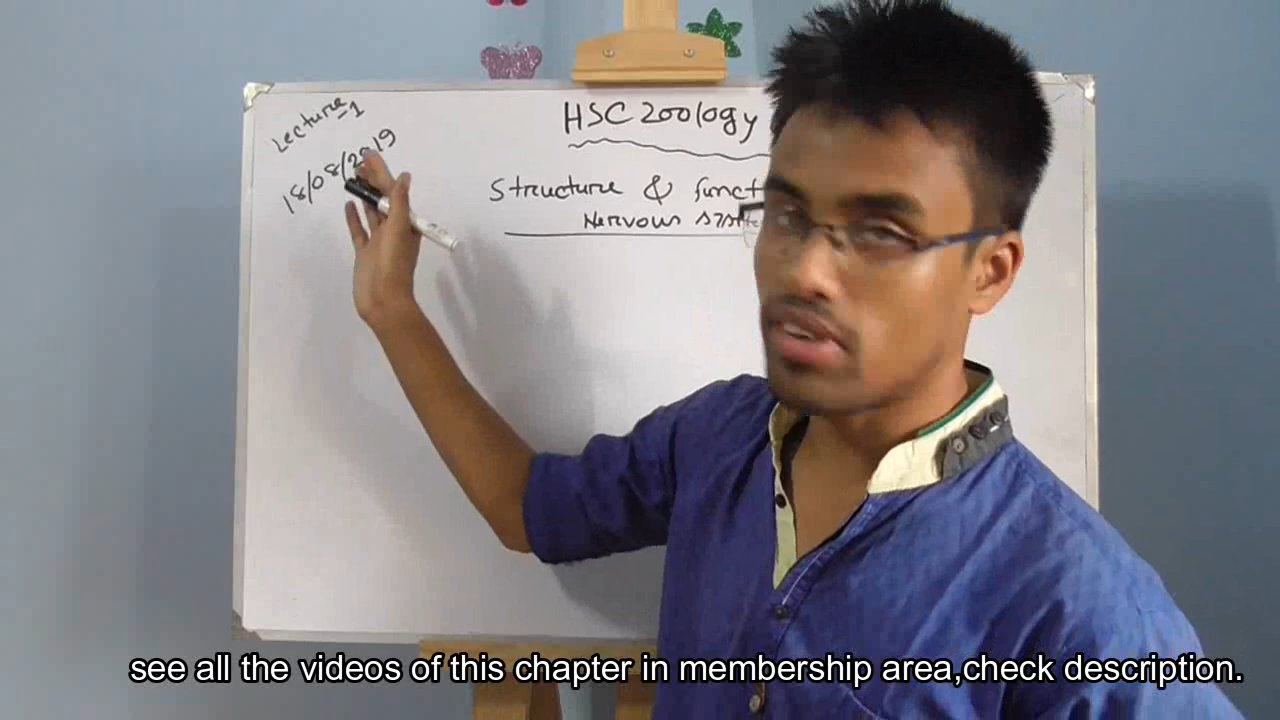 Lecture-1
18/08/2019
HSC Zoology
Structure & funct
Nervous system
see all the videos of this chapter in membership area,check description.